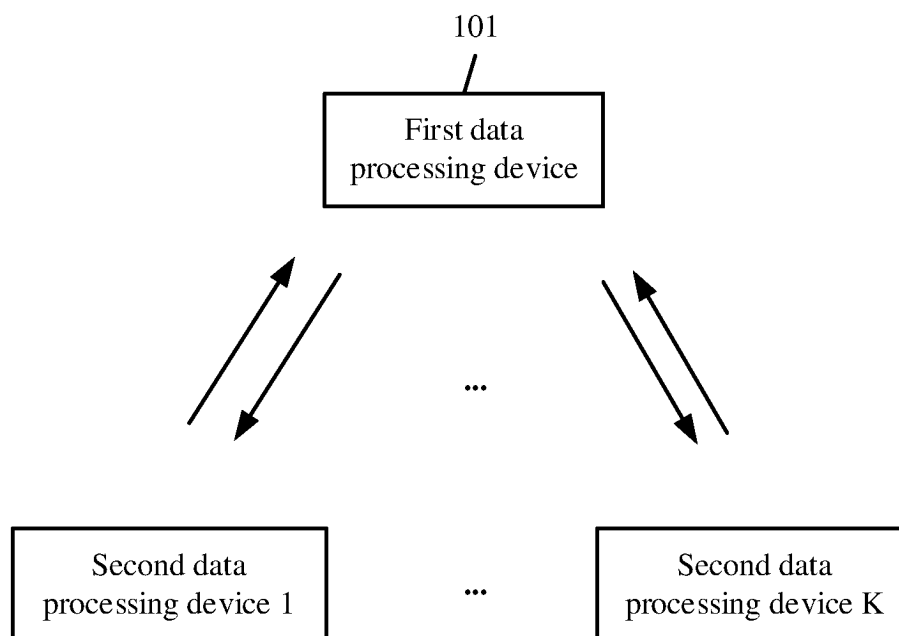 101
First data
processing device
...
Second data
processing device 1
...
Second data
processing device K